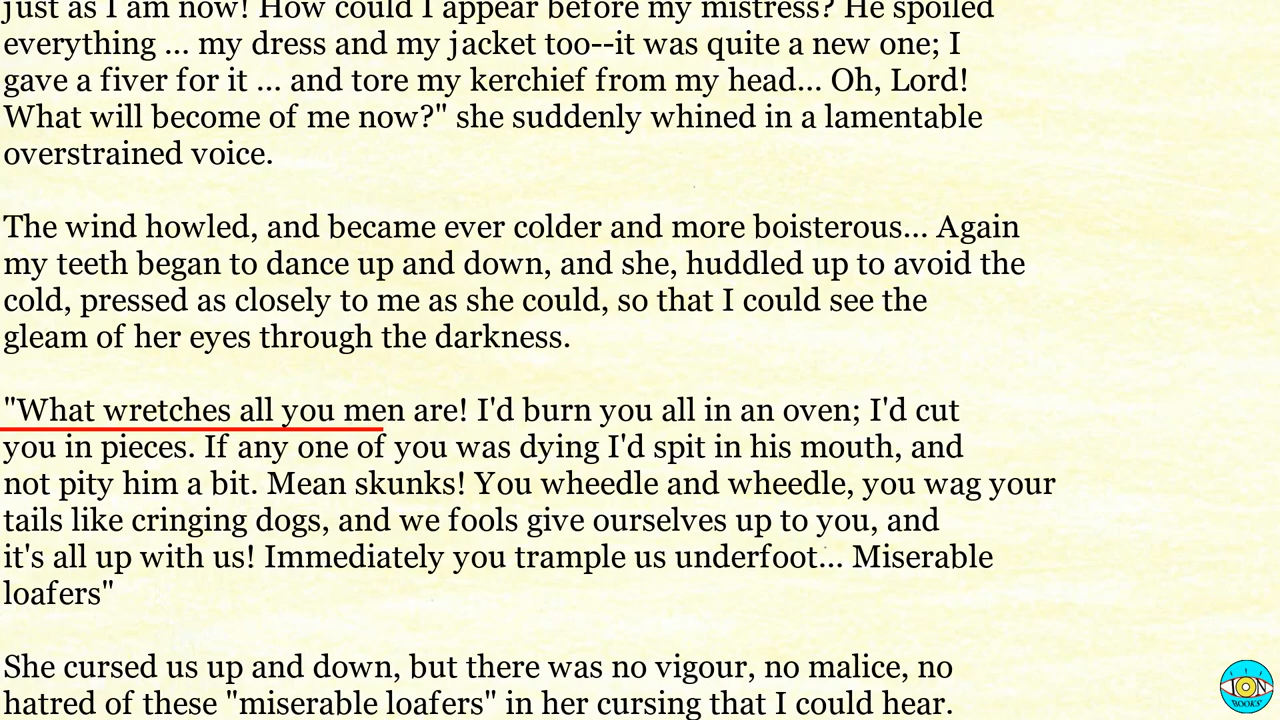 just as I am now! How could I appear before my mistress? He spoiled
everything ... my dress and my jacket too--it was quite a new one; I
gave a fiver for it ... and tore my kerchief from my head... Oh, Lord!
What will become of me now?" she suddenly whined in a lamentable
overstrained voice.
The wind howled, and became ever colder and more boisterous... Again
my teeth began to dance up and down, and she, huddled up to avoid the
cold, pressed as closely to me as she could, so that I could see the
gleam of her eyes through the darkness.
"What wretches all you men are! I'd burn you all in an oven; I'd cut
you in pieces. If any one of you was dying I'd spit in his mouth, and
not pity him a bit. Mean skunks! You wheedle and wheedle, you wag your
tails like cringing dogs, and we fools give ourselves up to you, and
it's all up with us! Immediately you trample us underfoot... Miserable
loafers"
She cursed us up and down, but there was no vigour, no malice, no
hatred of these "miserable loafers" in her cursing that I could hear.
ION
BOOKS